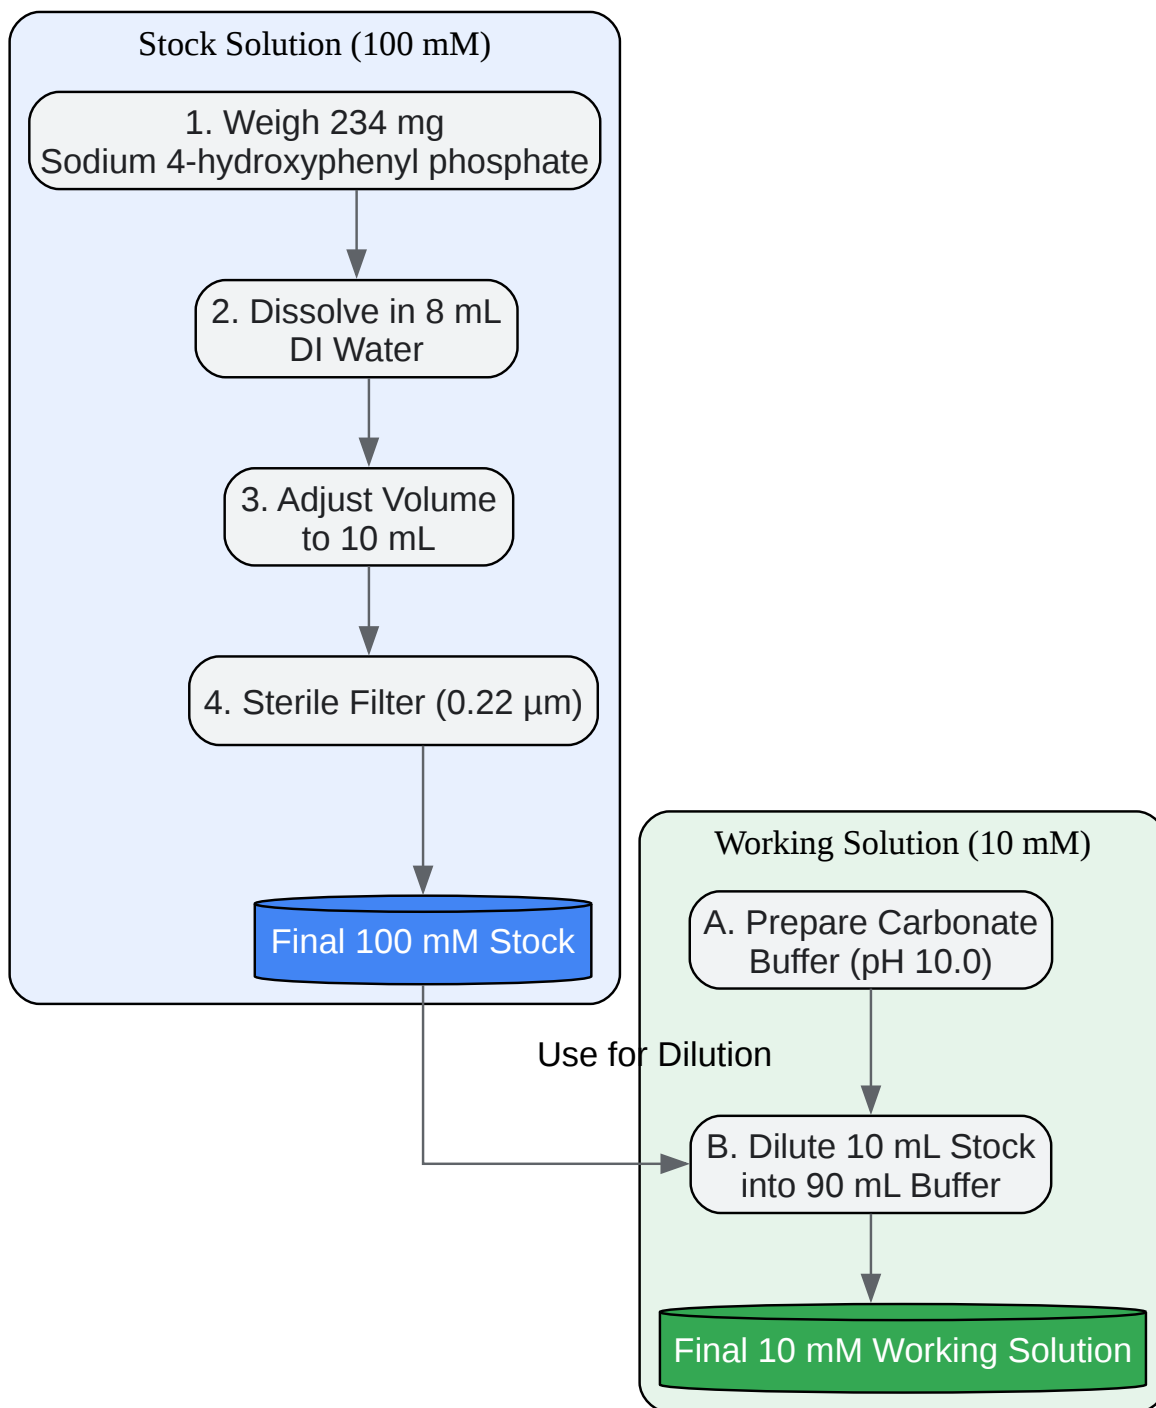 Stock Solution (100 mM)
1. Weigh 234 mg
Sodium 4-hydroxyphenyl phosphate
2. Dissolve in 8 mL
DI Water
3. Adjust Volume
to 10 mL
4. Sterile Filter (0.22 µm)
Final 100 mM Stock
Use for Dilution
Working Solution (10 mM)
A. Prepare Carbonate
Buffer (pH 10.0)
B. Dilute 10 mL Stock
into 90 mL Buffer
Final 10 mM Working Solution